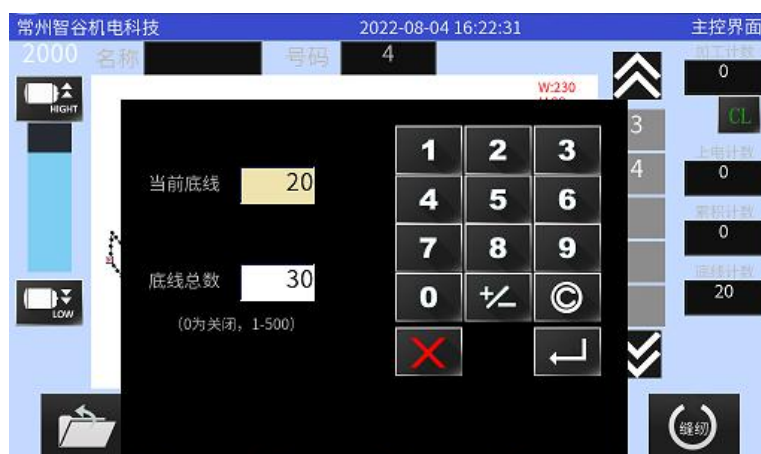 常州智谷机电科技 2022-08-04 16:22:31 主控界面
2000 名称 号码 4 加工计数
0
W:230
HIGHT
CL
3
4
上电计数
0
累积计数
0
底线计数
20
当前底线 20
底线总数 30
(0为关闭，1-500)
1 2 3
4 5 6
7 8 9
0 +/- ©
LOW
缝纫